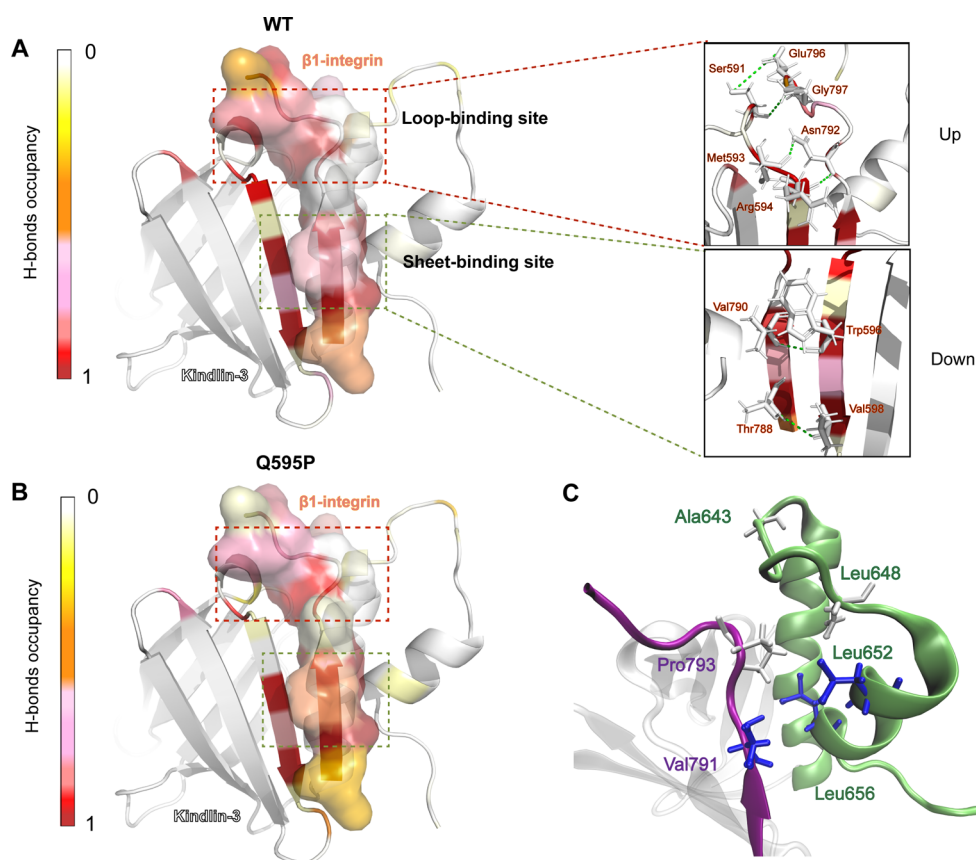 A
WT
0
H-bonds occupancy
1
β1-integrin
Loop-binding site
Sheet-binding site
Kindlin-3
Glu796
Ser591
Gly797
Asn792
Met593
Arg594
Up
Val790
Trp596
Val598
Thr788
Down
B
Q595P
0
H-bonds occupancy
1
β1-integrin
Kindlin-3
C
Ala643
Leu648
Pro793
Leu652
Val791
Leu656